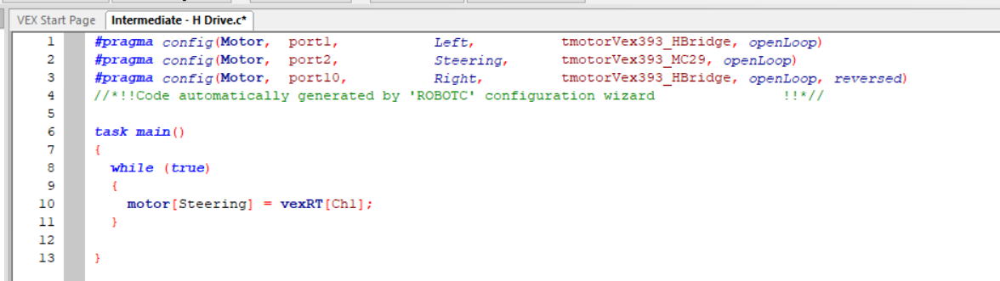 VEX Start Page Intermediate - H Drive.c*
1 #pragma config(Motor, port1, Left, tmotorVex393_HBridge, openLoop)
2 #pragma config(Motor, port2, Steering, tmotorVex393_MC29, openLoop)
3 #pragma config(Motor, port10, Right, tmotorVex393_HBridge, openLoop, reversed)
4 //*!!Code automatically generated by 'ROBOTC' configuration wizard !!*//
5
6 task main()
7 {
8 while (true)
9 {
10 motor[Steering] = vexRT[Ch1];
11 }
12
13 }